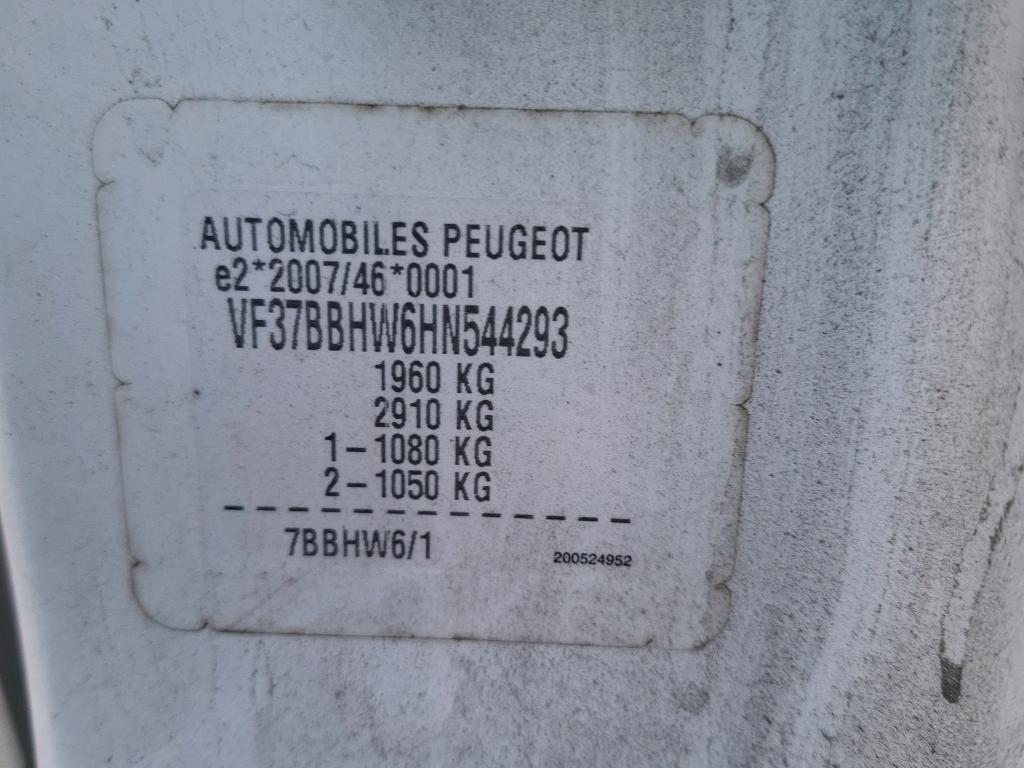 AUTOMOBILES PEUGEOT
e2*2007/46*0001
VF37BBHW6HN544293
1960 KG
2910 KG
1-1080 KG
2-1050 KG
7BBHW6/1
200524952